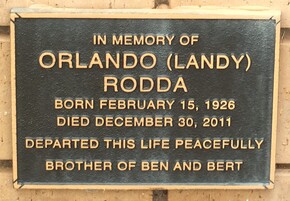 IN MEMORY OF
ORLANDO (LANDY)
RODDA
BORN FEBRUARY 15, 1926
DIED DECEMBER 30, 2011
DEPARTED THIS LIFE PEACEFULLY
BROTHER OF BEN AND BERT